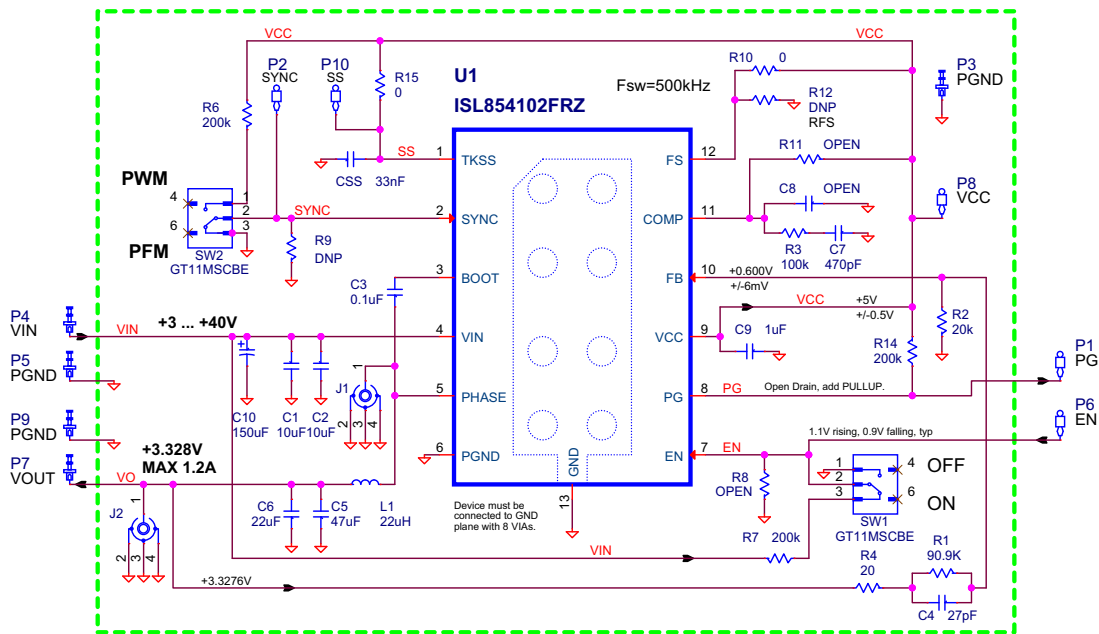 VCC
VCC
P2
SYNC
P10
SS
R15
0
R6
200k
U1
ISL854102FRZ
Fsw=500kHz
R10
0
R12
DNP
RFS
P3
PGND
1
SS
TKSS
FS
12
CSS
33nF
R11
OPEN
PWM
4
6
PFM
1
2
3
SYNC
2
SYNC
SW2
GT11MSCBE
R9
DNP
COMP
11
C8
OPEN
R3
100k
C7
470pF
P8
VCC
C3
0.1uF
3
BOOT
FB
10
+0.600V
+/-6mV
P4
VIN
VIN
+3 ... +40V
4
VIN
VCC
9
VCC
+5V
+/-0.5V
C9
1uF
R2
20k
R14
200k
P5
PGND
+
C10
150uF
C1
10uF
C2
10uF
J1
1
2
3
4
5
PHASE
PG
8
PG
Open Drain, add PULLUP.
P1
PG
P9
PGND
6
PGND
EN
7
EN
1.1V rising, 0.9V falling, typ
P6
EN
P7
VOUT
VO
+3.328V
MAX 1.2A
GND
13
R8
OPEN
1
2
3
4
6
OFF
ON
SW1
GT11MSCBE
J2
1
2
3
4
C6
22uF
C5
47uF
L1
22uH
Device must be
connected to GND
plane with 8 VIAs.
VIN
R7
200k
+3.3276V
R4
20
R1
90.9K
C4
27pF